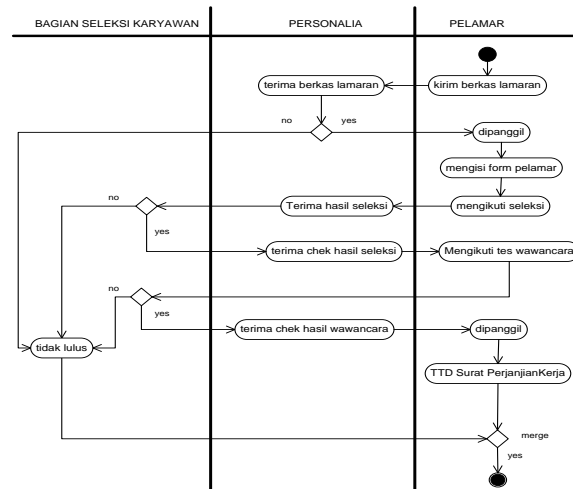 BAGIAN SELEKSI KARYAWAN
PERSONALIA
PELAMAR
terima berkas lamaran
kirim berkas lamaran
no
yes
dipanggil
mengisi form pelamar
no
Terima hasil seleksi
mengikuti seleksi
yes
terima chek hasil seleksi
Mengikuti tes wawancara
no
yes
terima chek hasil wawancara
dipanggil
tidak lulus
TTD Surat PerjanjianKerja
merge
yes